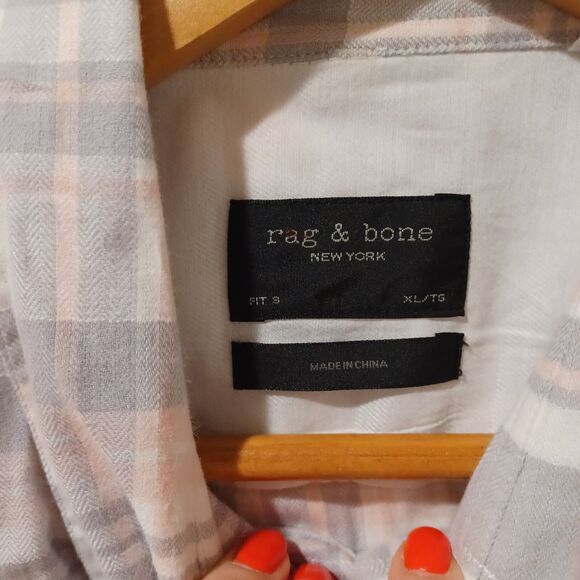 rag & bone
NEW YORK
FIT 3 XL/TG
MADE IN CHINA